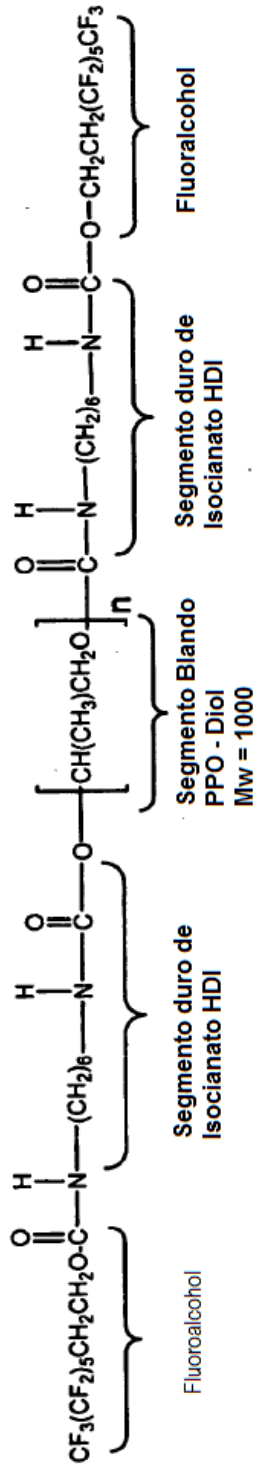 CF3(CF2)5CH2CH2O-C-N-(CH2)6-N-C-O-[-CH(CH3)CH2O-]n-C-N-(CH2)6-N-C-O-CH2CH2(CF2)5CF3
O H H O O H H O
Fluoroalcohol
Segmento duro de
Isocianato HDI
Segmento Blando
PPO - Diol
Mw = 1000
Segmento duro de
Isocianato HDI
Fluoralcohol